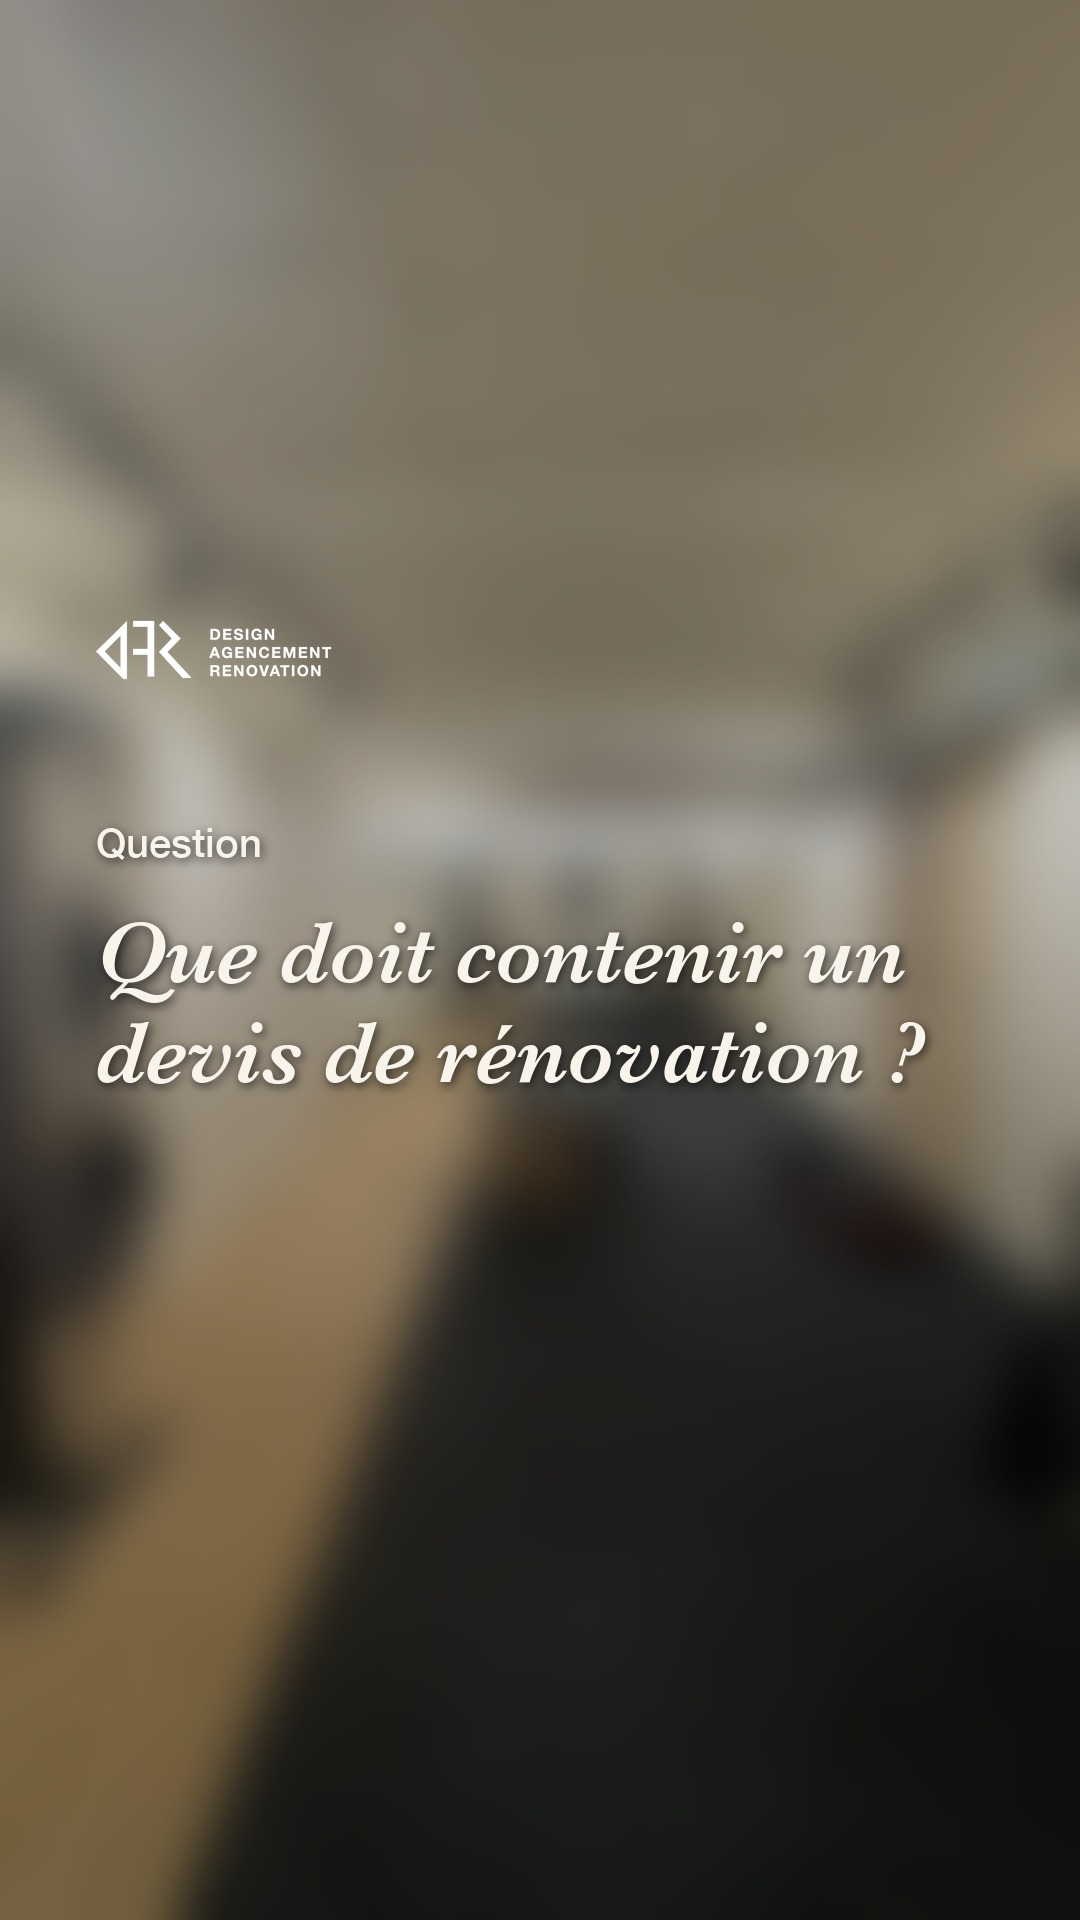 DESIGN
AGENCEMENT
RENOVATION
Question
Que doit contenir un
devis de rénovation ?